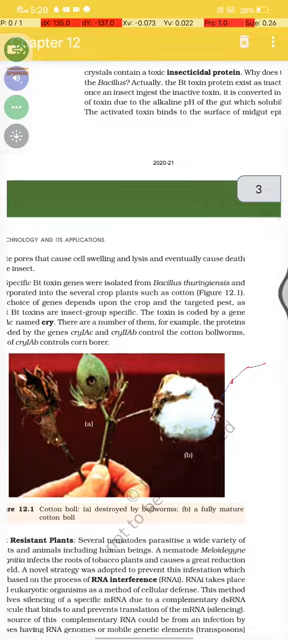 5:20
28%
P: 0 / 1
dX: 135.0
dY: -137.0
Xv: -0.073
Yv: 0.022
Prs: 1.0
Size: 0.26
apter 12
crystals contain a toxic insecticidal protein. Why does t
the Bacillus? Actually, the Bt toxin protein exist as inact
once an insect ingest the inactive toxin, it is converted in
of toxin due to the alkaline pH of the gut which solubil
The activated toxin binds to the surface of midgut epi
2020-21
3
CHNOLOGY AND ITS APPLICATIONS
te pores that cause cell swelling and lysis and eventually cause death
e insect.
Specific Bt toxin genes were isolated from Bacillus thuringiensis and
rporated into the several crop plants such as cotton (Figure 12.1).
choice of genes depends upon the crop and the targeted pest, as
t Bt toxins are insect-group specific. The toxin is coded by a gene
Ac named cry. There are a number of them, for example, the proteins
ded by the genes cryIAc and cryIIAb control the cotton bollworms,
of cryIAb controls corn borer.
(a)
(b)
©
not to be
ed
re 12.1 Cotton boll: (a) destroyed by bollworms; (b) a fully mature
cotton boll
Resistant Plants: Several nematodes parasitise a wide variety of
ts and animals including human beings. A nematode Meloidegyne
gnitia infects the roots of tobacco plants and causes a great reduction
eld. A novel strategy was adopted to prevent this infestation which
based on the process of RNA interference (RNAi). RNAi takes place
l eukaryotic organisms as a method of cellular defense. This method
lves silencing of a specific mRNA due to a complementary dsRNA
cule that binds to and prevents translation of the mRNA (silencing).
source of this complementary RNA could be from an infection by
ses having RNA genomes or mobile genetic elements (transposons)